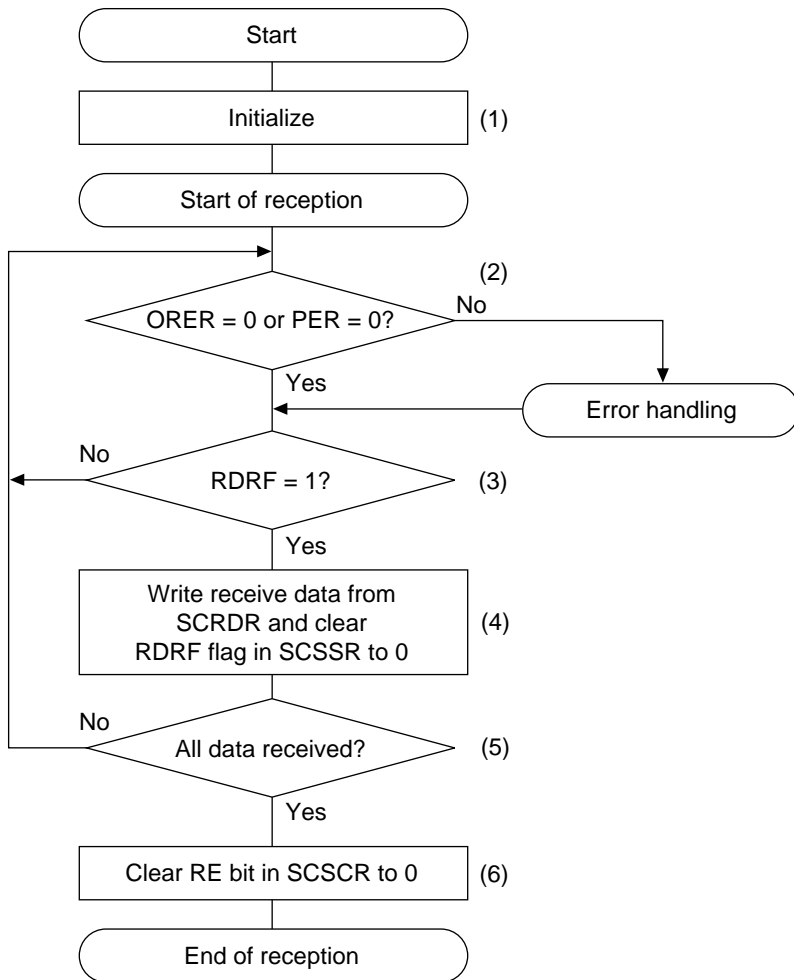 Start
Initialize
(1)
Start of reception
(2)
ORER = 0 or PER = 0?
No
Yes
Error handling
No
RDRF = 1?
(3)
Yes
Write receive data from
SCRDR and clear
RDRF flag in SCSSR to 0
(4)
No
All data received?
(5)
Yes
Clear RE bit in SCSCR to 0
(6)
End of reception